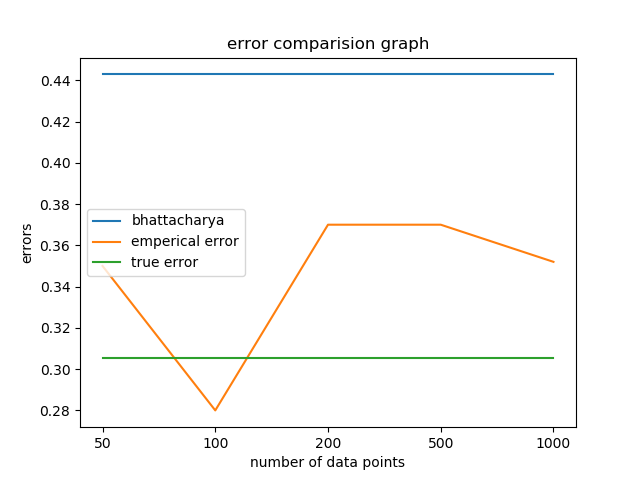 error comparision graph
0.44
0.42
0.40
0.38
0.36
0.34
0.32
0.30
0.28
errors
bhattacharya
emperical error
true error
50 100 200 500 1000
number of data points